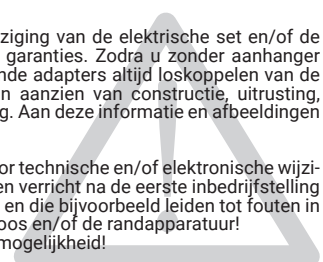 ziging van de elektrische set en/of de
garanties. Zodra u zonder aanhanger
nde adapters altijd loskoppelen van de
n aanzien van constructie, uitrusting,
g. Aan deze informatie en afbeeldingen
or technische en/of elektronische wijzi-
en verricht na de eerste inbedrijfstelling
en die bijvoorbeeld leiden tot fouten in
oos en/of de randapparatuur!
mogelijkheid!